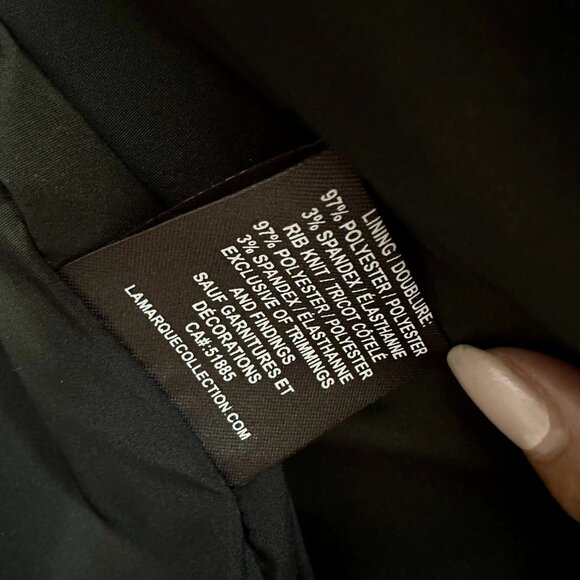 LINING / DOUBLURE:
97% POLYESTER / POLIESTER
3% SPANDEX / ÉLASTHANNE
RIB KNIT / TRICOT CÔTELÉ
97% POLYESTER / POLYESTER
3% SPANDEX / ÉLASTHANNE
EXCLUSIVE OF TRIMMINGS
AND FINDINGS
SAUF GARNITURES ET
DÉCORATIONS
CA#:51885
LAMARQUECOLLECTION.COM